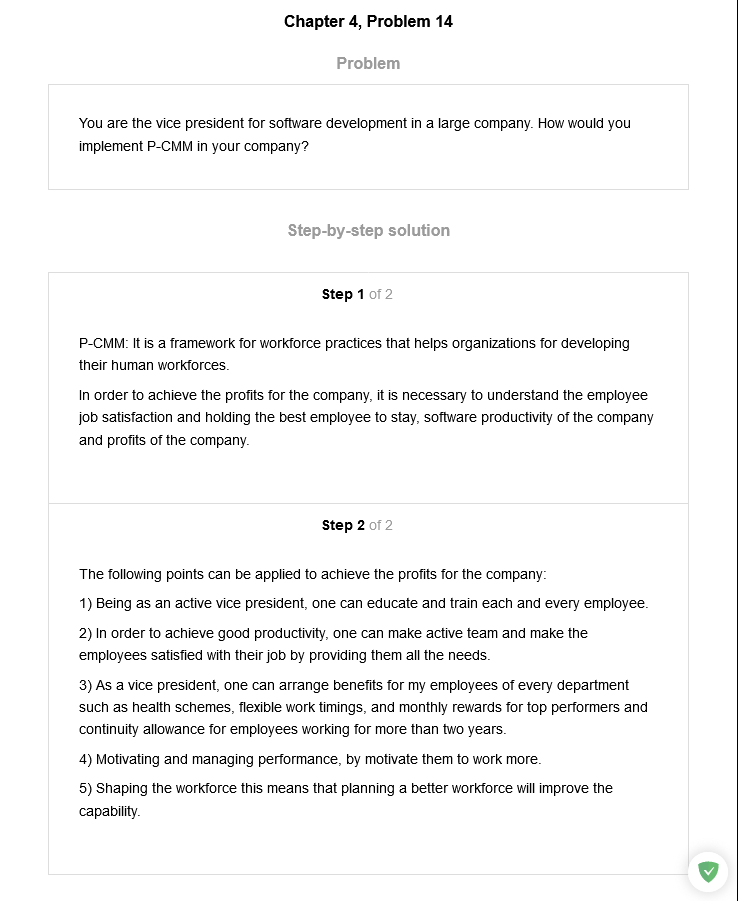 Chapter 4, Problem 14
Problem
You are the vice president for software development in a large company. How would you
implement P-CMM in your company?
Step-by-step solution
Step 1 of 2
P-CMM: It is a framework for workforce practices that helps organizations for developing
their human workforces.
In order to achieve the profits for the company, it is necessary to understand the employee
job satisfaction and holding the best employee to stay, software productivity of the company
and profits of the company.
Step 2 of 2
The following points can be applied to achieve the profits for the company:
1) Being as an active vice president, one can educate and train each and every employee.
2) In order to achieve good productivity, one can make active team and make the
employees satisfied with their job by providing them all the needs.
3) As a vice president, one can arrange benefits for my employees of every department
such as health schemes, flexible work timings, and monthly rewards for top performers and
continuity allowance for employees working for more than two years.
4) Motivating and managing performance, by motivate them to work more.
5) Shaping the workforce this means that planning a better workforce will improve the
capability.